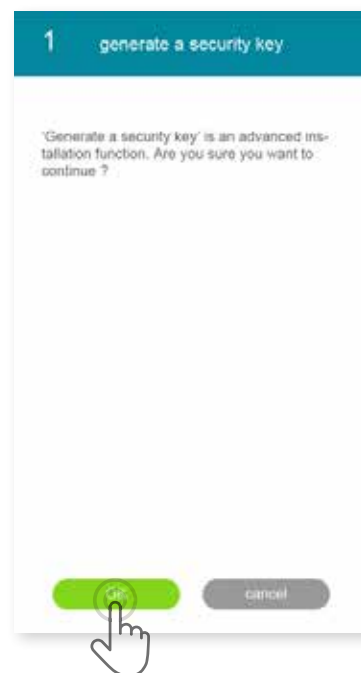 1 generate a security key
'Generate a security key' is an advanced ins-
tallation function. Are you sure you want to
continue ?
cancel